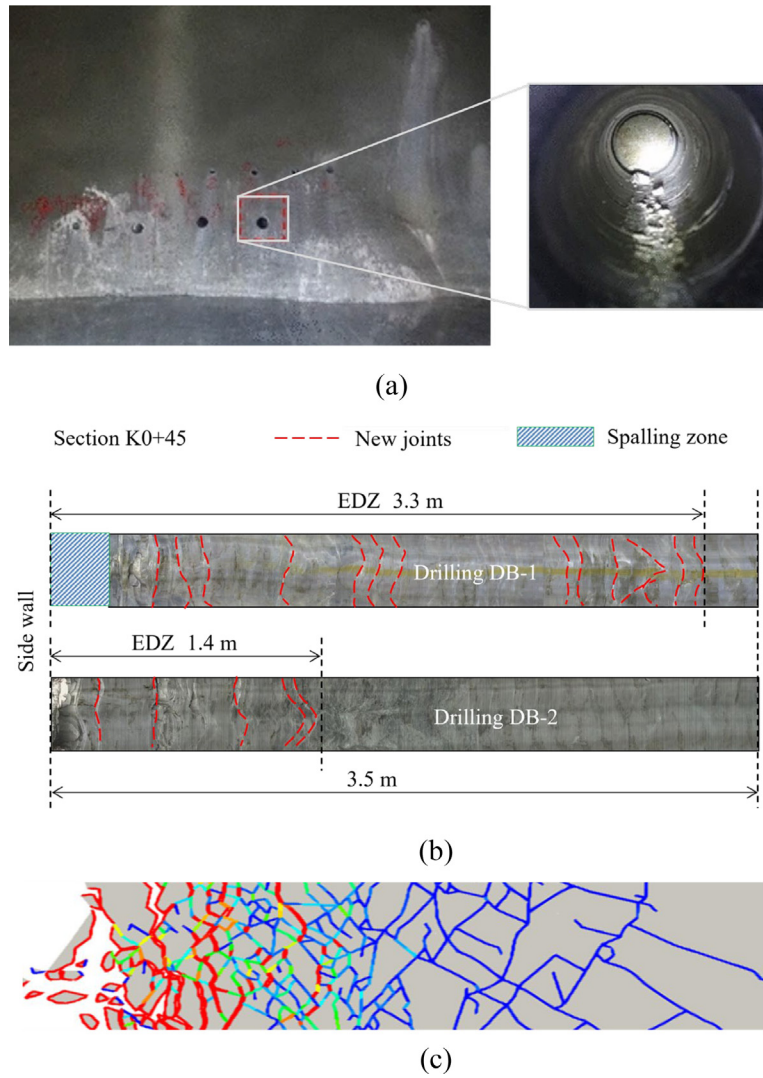 (a)
Section K0+45
New joints
Spalling zone
EDZ 3.3 m
Drilling DB-1
Side wall
EDZ 1.4 m
Drilling DB-2
3.5 m
(b)
(c)